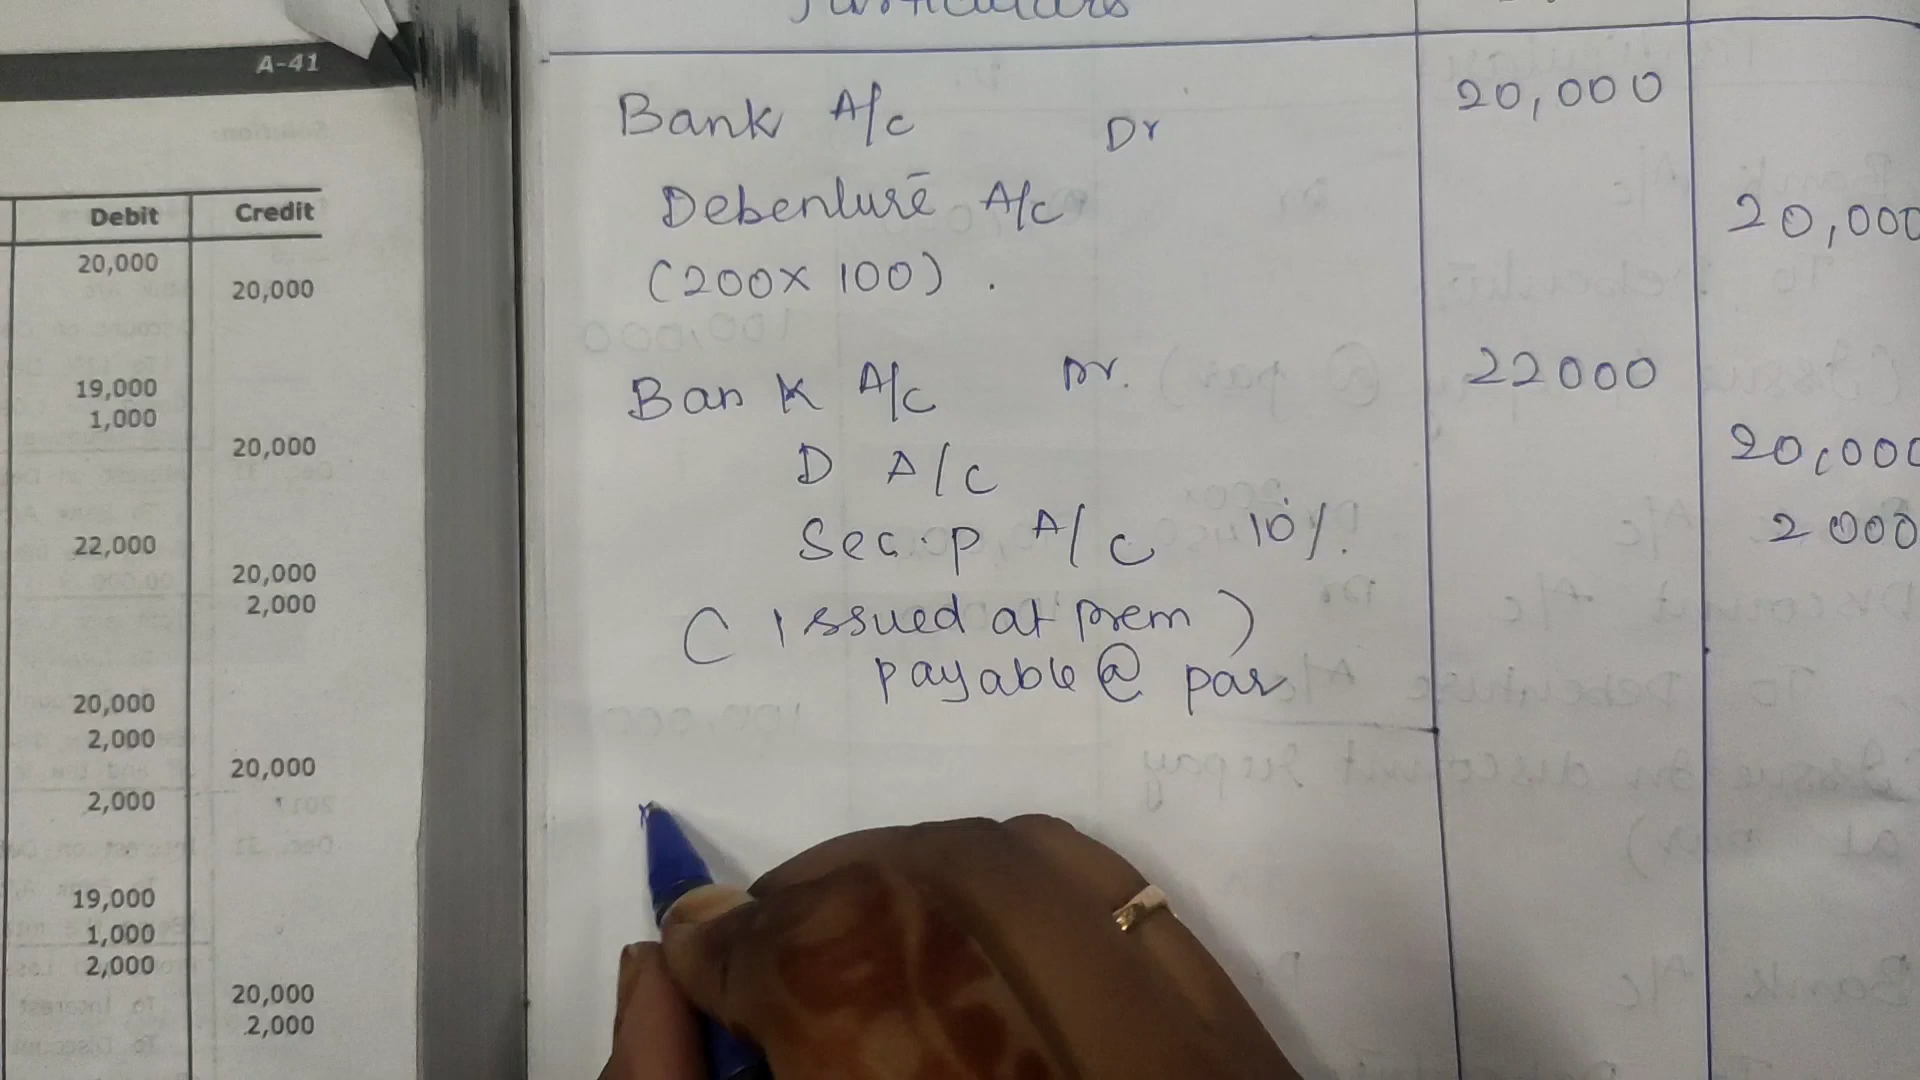 A-41
Debit Credit
20,000
20,000
19,000
1,000
20,000
22,000
20,000
2,000
20,000
2,000
20,000
2,000
19,000
1,000
2,000
20,000
2,000
Particulars
Bank A/c Dr 20,000
Debenture A/c 20,000
(200x 100) .
Bank A/c Dr. 22000
D A/c 20,000
Sec.p A/c 10%. 2000
( issued at prem )
payable @ par